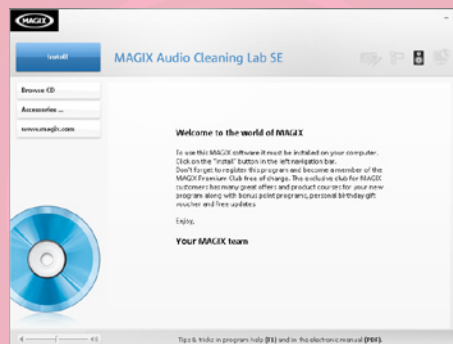 MAGIX
Install
MAGIX Audio Cleaning Lab SE
Browse CD
Accessories ...
www.magix.com
Welcome to the world of MAGIX
To use this MAGIX software it must be installed on your computer.
Click on the "Install" button in the left navigation bar.
Don't forget to register this program and become a member of the
MAGIX Premium Club free of charge. The exclusive club for MAGIX
customers has many great offers and product courses for your new
program along with bonus point programs, personal birthday gift
voucher and free updates
Enjoy,
Your MAGIX team
Tips & tricks in program help (F1) and in the electronic manual (PDF).